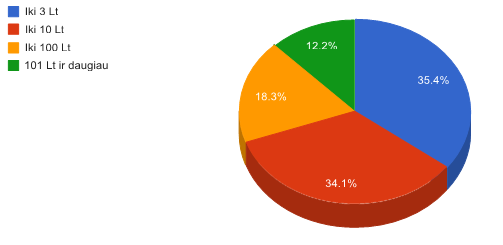 Iki 3 Lt
Iki 10 Lt
Iki 100 Lt
101 Lt ir daugiau
35.4%
34.1%
18.3%
12.2%